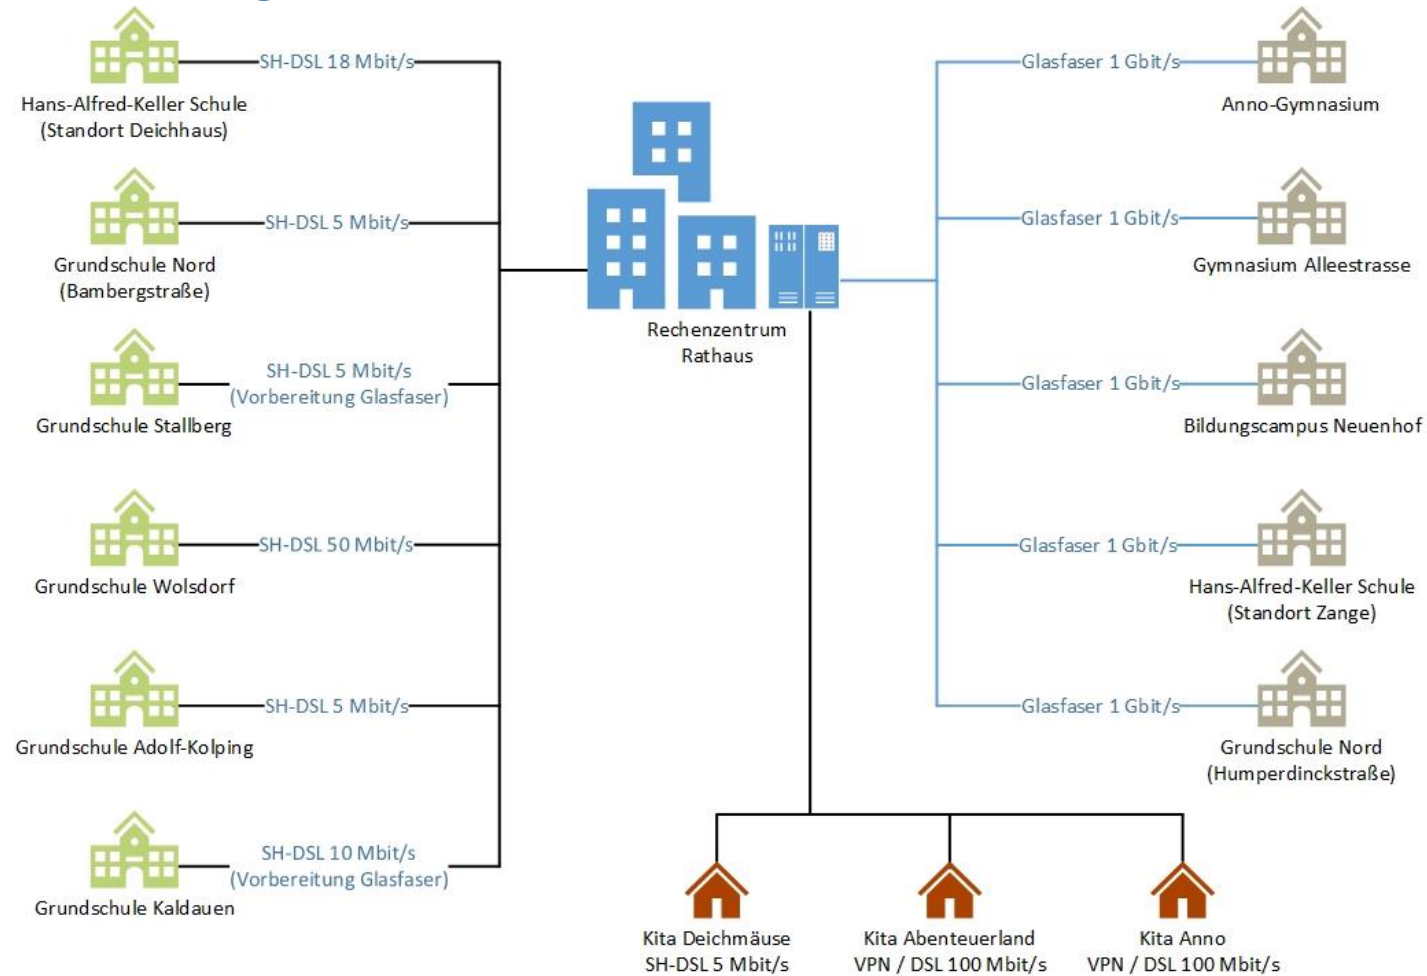 SH-DSL 18 Mbit/s
Hans-Alfred-Keller Schule
(Standort Deichhaus)
SH-DSL 5 Mbit/s
Grundschule Nord
(Bambergstraße)
SH-DSL 5 Mbit/s
(Vorbereitung Glasfaser)
Grundschule Stallberg
SH-DSL 50 Mbit/s
Grundschule Wolsdorf
SH-DSL 5 Mbit/s
Grundschule Adolf-Kolping
SH-DSL 10 Mbit/s
(Vorbereitung Glasfaser)
Grundschule Kaldauen
Rechenzentrum
Rathaus
Glasfaser 1 Gbit/s
Anno-Gymnasium
Glasfaser 1 Gbit/s
Gymnasium Alleestrasse
Glasfaser 1 Gbit/s
Bildungscampus Neuenhof
Glasfaser 1 Gbit/s
Hans-Alfred-Keller Schule
(Standort Zange)
Glasfaser 1 Gbit/s
Grundschule Nord
(Humperdinckstraße)
Kita Deichmäuse
SH-DSL 5 Mbit/s
Kita Abenteuerland
VPN / DSL 100 Mbit/s
Kita Anno
VPN / DSL 100 Mbit/s